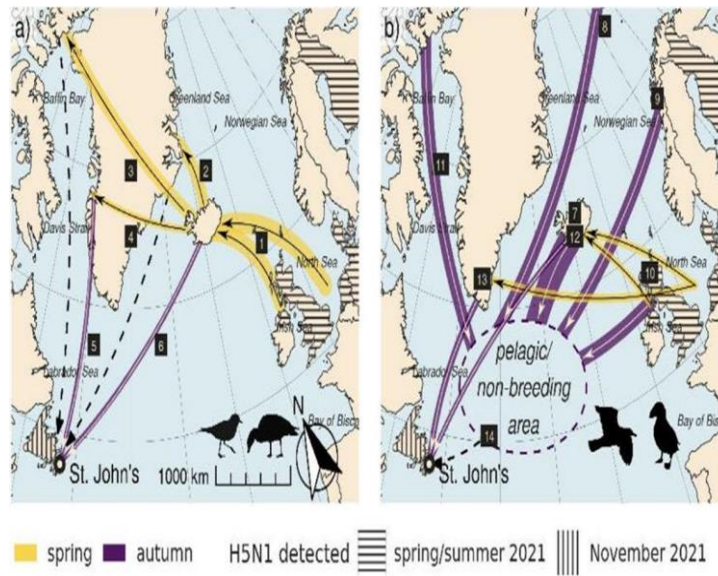 a)
Baffin Bay
Greenland Sea
Norwegian Sea
3
2
Davis Strait
4
1
North Sea
Irish Sea
5
6
Labrador Sea
N
Bay of Bisc
St. John's
1000 km
b)
8
9
Baffin Bay
Greenland Sea
Norwegian Sea
11
7
12
Davis Strait
North Sea
13
10
Irish Sea
pelagic/
non-breeding
area
Labrador Sea
Bay of Bisc
14
St. John's
spring
autumn
H5N1 detected
spring/summer 2021
November 2021